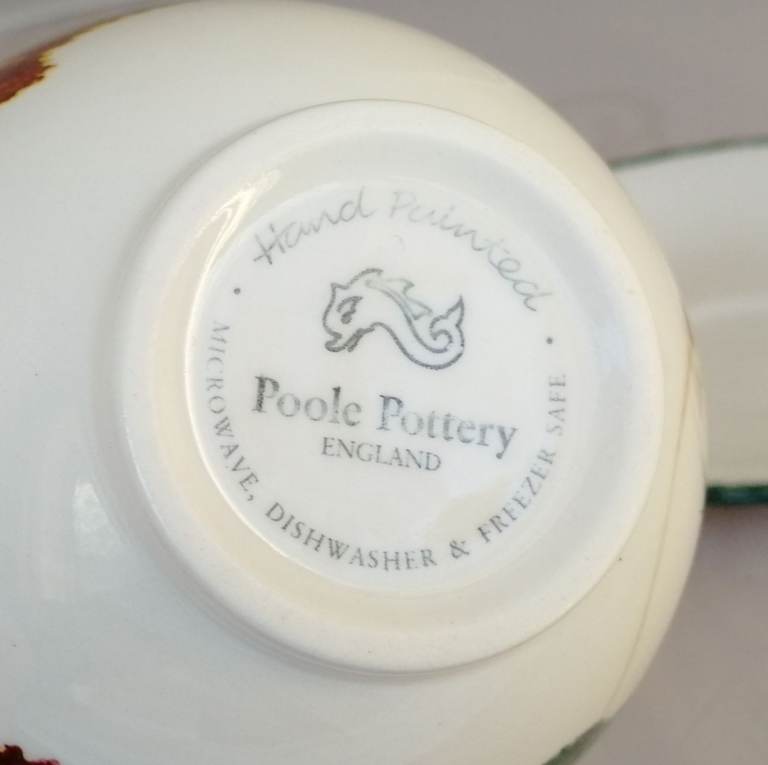 Hand Painted
Poole Pottery
ENGLAND
MICROWAVE, DISHWASHER & FREEZER SAFE